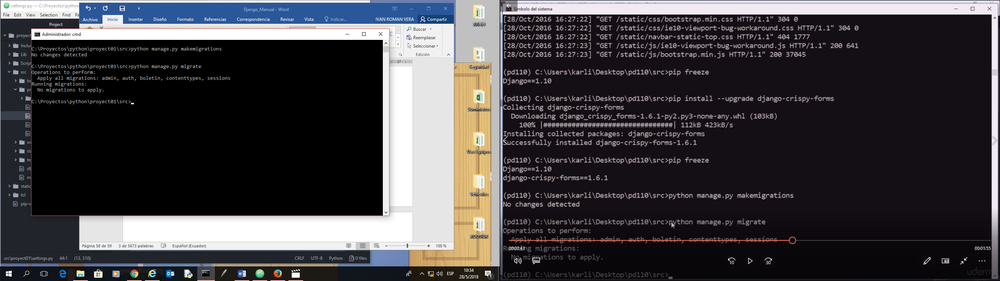 settings.py — C:\Proyectos\python
File Edit View Selection Find
Project
Lib
src
static
tcl
src\proyect01\settings.py 44:1 (13, 310) CRLF UTF-8 Python 0 files
Django_Manual - Word
Archivo Inicio Insertar Diseño Formato Referencias Correspondencia Revisar Vista Indicar... IVAN ROMAN VERA Compartir
Buscar
Reemplazar
Seleccionar
Edición
17
Página 58 de 59 3 de 5673 palabras Español (Ecuador) 100 %
Administrador: cmd
C:\Proyectos\python\proyect01\src>python manage.py makemigrations
No changes detected
C:\Proyectos\python\proyect01\src>python manage.py migrate
Operations to perform:
Apply all migrations: admin, auth, boletin, contenttypes, sessions
Running migrations:
No migrations to apply.
C:\Proyectos\python\proyect01\src>
RRHH
Seguridad
Suministros
Uso Equipos
Vehiculos
RODTIUR
ESP
10:34
28/5/2018
1
Símbolo del sistema
[28/Oct/2016 16:27:22] "GET /static/css/bootstrap.min.css HTTP/1.1" 304 0
[28/Oct/2016 16:27:22] "GET /static/css/ie10-viewport-bug-workaround.css HTTP/1.1" 304 0
[28/Oct/2016 16:27:22] "GET /static/navbar-static-top.css HTTP/1.1" 404 1777
[28/Oct/2016 16:27:23] "GET /static/js/ie10-viewport-bug-workaround.js HTTP/1.1" 200 641
[28/Oct/2016 16:27:23] "GET /static/js/bootstrap.min.js HTTP/1.1" 200 37045
(pd110) C:\Users\karli\Desktop\pd110\src>pip freeze
Django==1.10
(pd110) C:\Users\karli\Desktop\pd110\src>pip install --upgrade django-crispy-forms
Collecting django-crispy-forms
Downloading django_crispy_forms-1.6.1-py2.py3-none-any.whl (103kB)
100% |################################| 112kB 423kB/s
Installing collected packages: django-crispy-forms
Successfully installed django-crispy-forms-1.6.1
(pd110) C:\Users\karli\Desktop\pd110\src>pip freeze
Django==1.10
django-crispy-forms==1.6.1
(pd110) C:\Users\karli\Desktop\pd110\src>python manage.py makemigrations
No changes detected
(pd110) C:\Users\karli\Desktop\pd110\src>python manage.py migrate
Operations to perform:
Apply all migrations: admin, auth, boletin, contenttypes, sessions
00:02:43 00:01:55
Running migrations:
No migrations to apply.
10 30
(pd110) C:\Users\karli\Desktop\pd110\src>
udemy